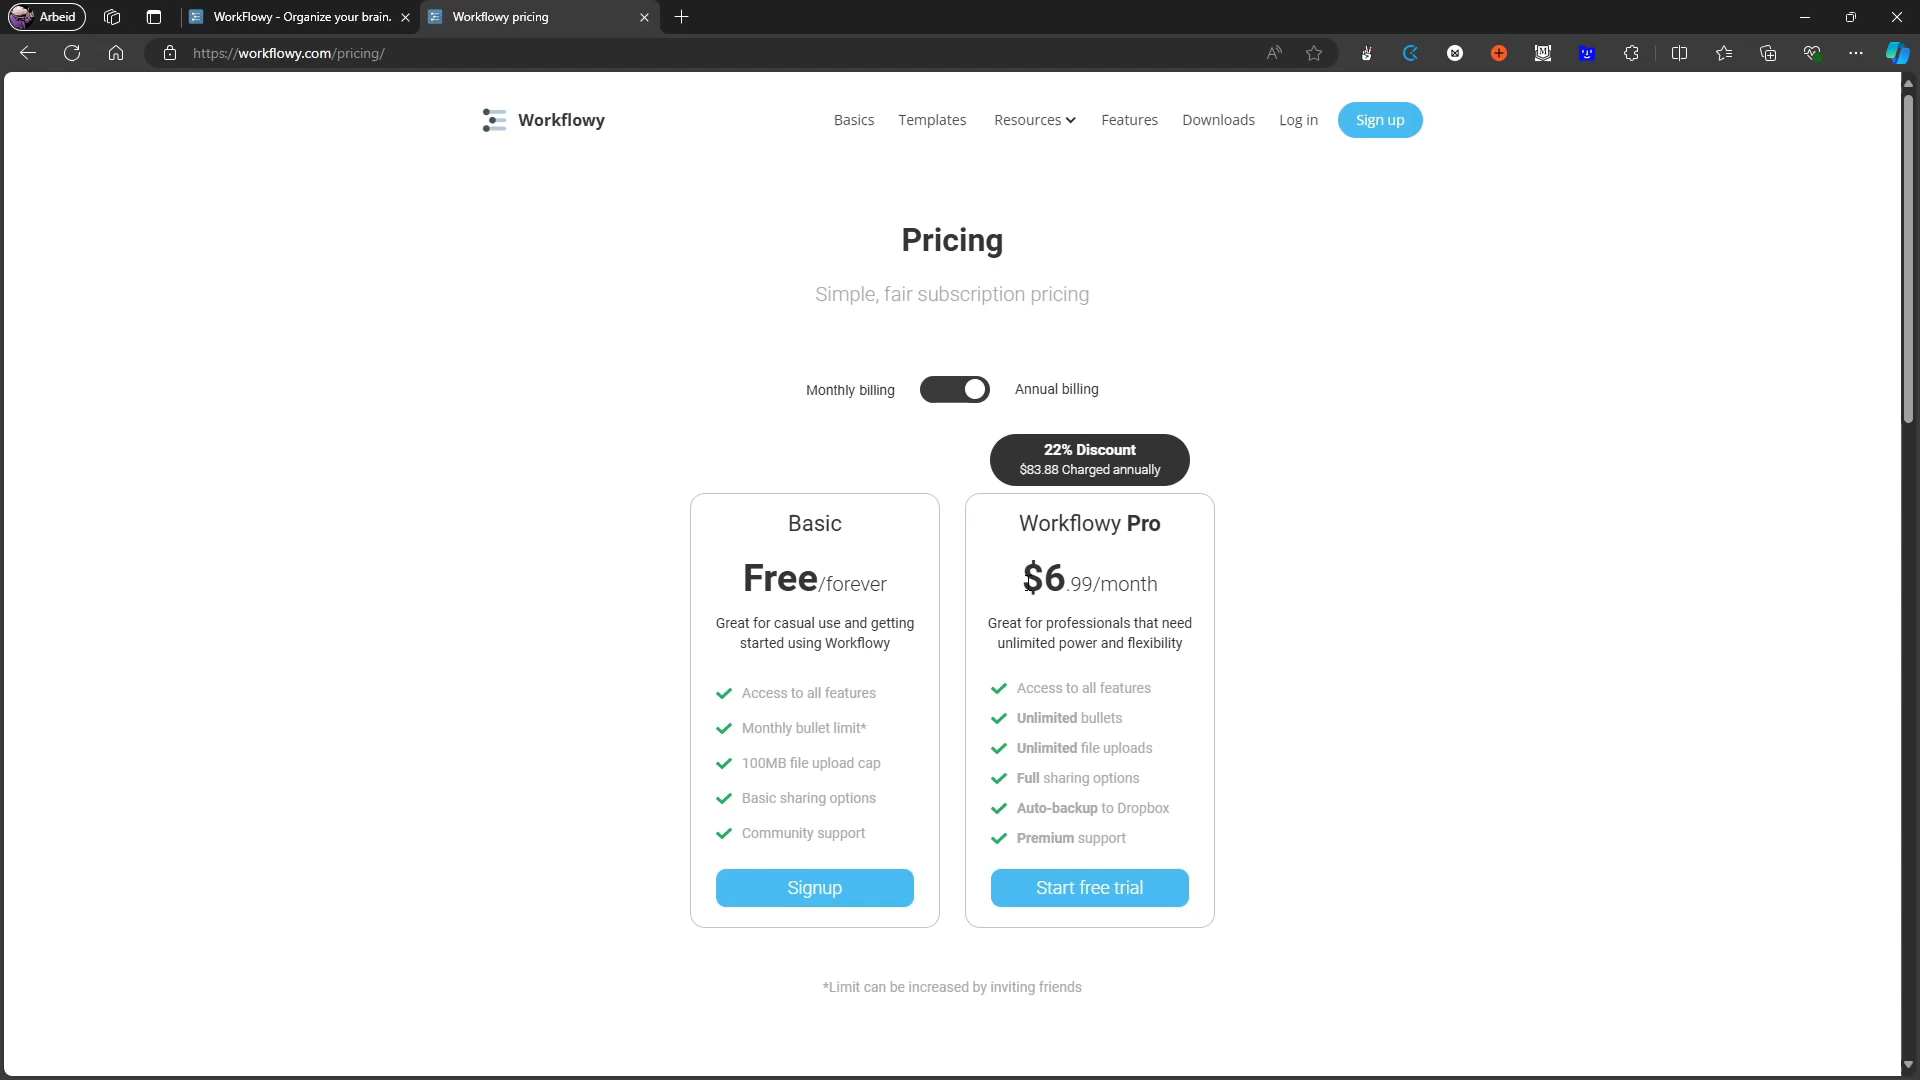 Arbeid
WorkFlowy - Organize your brain.
Workflowy pricing
https://workflowy.com/pricing/
Workflowy
Basics
Templates
Resources
Features
Downloads
Log in
Sign up
Pricing
Simple, fair subscription pricing
Monthly billing
Annual billing
22% Discount
$83.88 Charged annually
Basic
Free/forever
Great for casual use and getting
started using Workflowy
Access to all features
Monthly bullet limit*
100MB file upload cap
Basic sharing options
Community support
Signup
Workflowy Pro
$6.99/month
Great for professionals that need
unlimited power and flexibility
Access to all features
Unlimited bullets
Unlimited file uploads
Full sharing options
Auto-backup to Dropbox
Premium support
Start free trial
*Limit can be increased by inviting friends